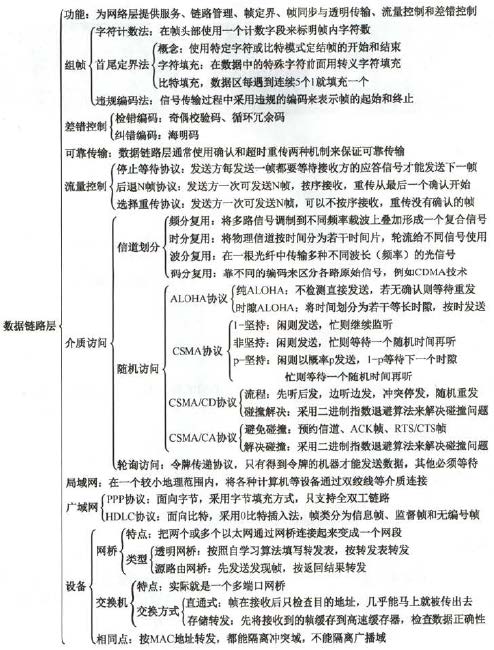 功能：为网络层提供服务、链路管理、帧定界、帧同步与透明传输、流量控制和差错控制
组帧
字符计数法：在帧头部使用一个计数字段来标明帧内字符数
首尾定界法
概念：使用特定字符或比特模式定结帧的开始和结束
字符填充：在数据中的特殊字符前面用转义字符填充
比特填充，数据区每遇到连续5个1就填充一个
违规编码法：信号传输过程中采用违规的编码来表示帧的起始和终止
差错控制
检错编码：奇偶校验码、循环冗余码
纠错编码：海明码
可靠传输：数据链路层通常使用确认和超时重传两种机制来保证可靠传输
流量控制
停止等待协议：发送方每发送一帧都要等待接收方的应答信号才能发送下一帧
后退N帧协议：发送方一次可发送N帧，按序接收，重传从最后一个确认开始
选择重传协议：发送方一次可发送N帧，可以不按序接收，重传没有确认的帧
数据链路层
介质访问
信道划分
频分复用：将多路信号调制到不同频率载波上叠加形成一个复合信号
时分复用：将物理信道按时间分为若干时间片，轮流给不同信号使用
波分复用：在一根光纤中传输多种不同波长（频率）的光信号
码分复用：靠不同的编码来区分各路原始信号，例如CDMA技术
随机访问
ALOHA协议
纯ALOHA：不检测直接发送，若无确认则等待重发
时隙ALOHA：将时间划分为若干等长时隙，按时发送
CSMA协议
1-坚持：闲则发送，忙则继续监听
非坚持：闲则发送，忙则等待一个随机时间再听
p-坚持：闲则以概率p发送，1-p等待下一个时隙
忙则等待一个随机时间再听
CSMA/CD协议
流程：先听后发，边听边发，冲突停发，随机重发
碰撞解决：采用二进制指数退避算法来解决碰撞问题
CSMA/CA协议
避免碰撞：预约信道、ACK帧、RTS/CTS帧
解决碰撞：采用二进制指数退避算法来解决碰撞问题
轮询访问：令牌传递协议，只有得到令牌的机器才能发送数据，其他必须等待
局域网：在一个较小地理范围内，将各种计算机等设备通过双绞线等介质连接
广域网
PPP协议：面向字节，采用字节填充方式，只支持全双工链路
HDLC协议：面向比特，采用0比特插入法，帧类分为信息帧、监督帧和无编号帧
设备
网桥
特点：把两个或多个以太网通过网桥连接起来变成一个网段
类型
透明网桥：按照自学习算法填写转发表，按转发表转发
源路由网桥：先发送发现帧，按返回结果转发
交换机
特点：实际就是一个多端口网桥
交换方式
直通式：帧在接收后只检查目的地址，几乎能马上就被传出去
存储转发：先将接收到的帧缓存到高速缓存器，检查数据正确性
相同点：按MAC地址转发，都能隔离冲突域，不能隔离广播域